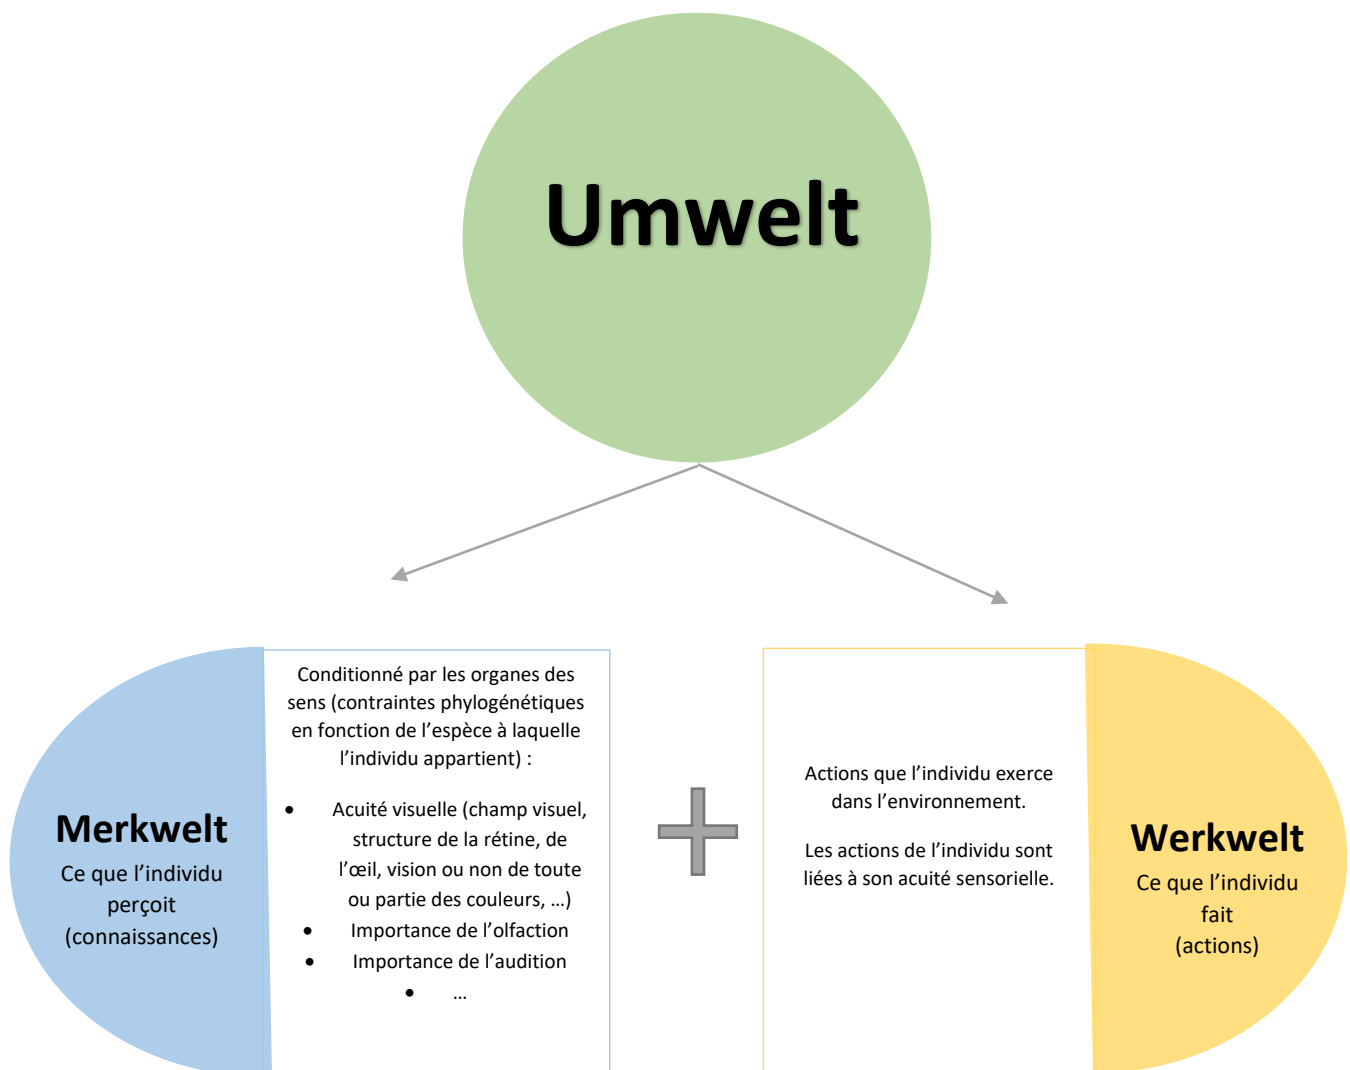 Umwelt
Merkwelt
Ce que l’individu
perçoit
(connaissances)
Conditionné par les organes des
sens (contraintes phylogénétiques
en fonction de l’espèce à laquelle
l’individu appartient) :
• Acuité visuelle (champ visuel,
structure de la rétine, de
l’œil, vision ou non de toute
ou partie des couleurs, …)
• Importance de l’olfaction
• Importance de l’audition
• …
Actions que l’individu exerce
dans l’environnement.
Les actions de l’individu sont
liées à son acuité sensorielle.
Werkwelt
Ce que l’individu
fait
(actions)